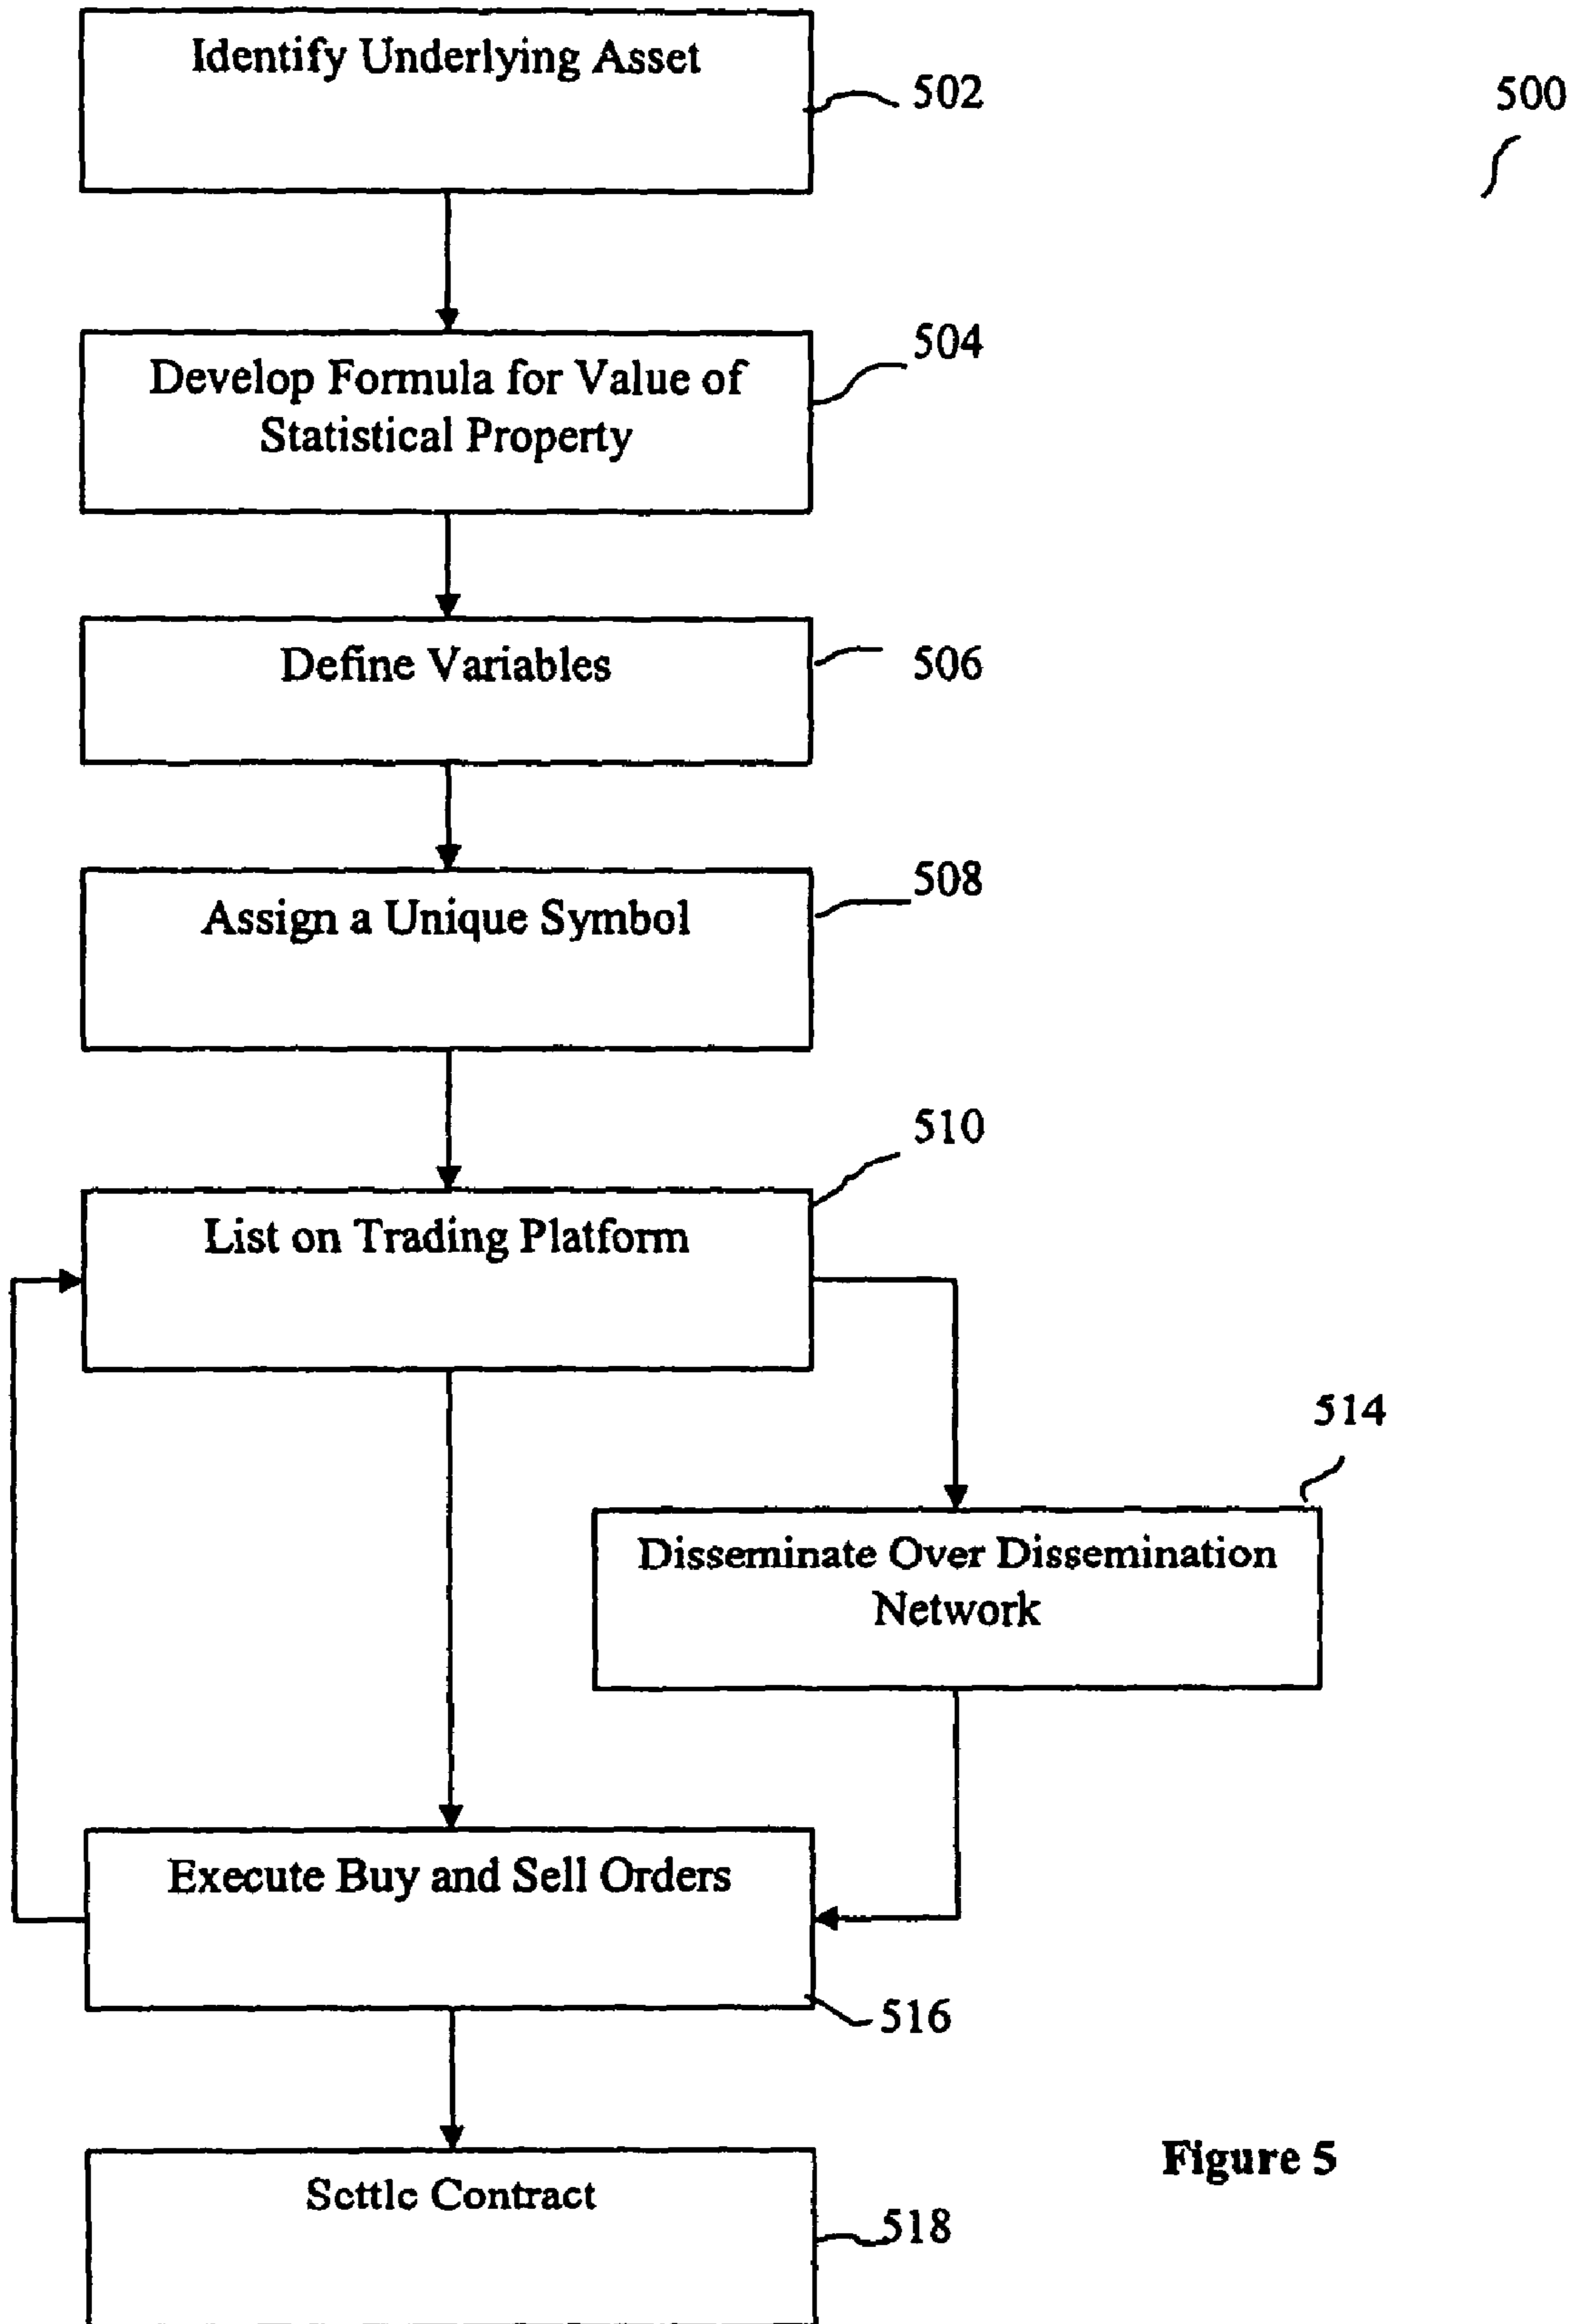 Identify Underlying Asset
502
500
Develop Formula for Value of
Statistical Property
504
Define Variables
506
Assign a Unique Symbol
508
510
List on Trading Platform
514
Disseminate Over Dissemination
Network
Execute Buy and Sell Orders
516
Settle Contract
518
Figure 5